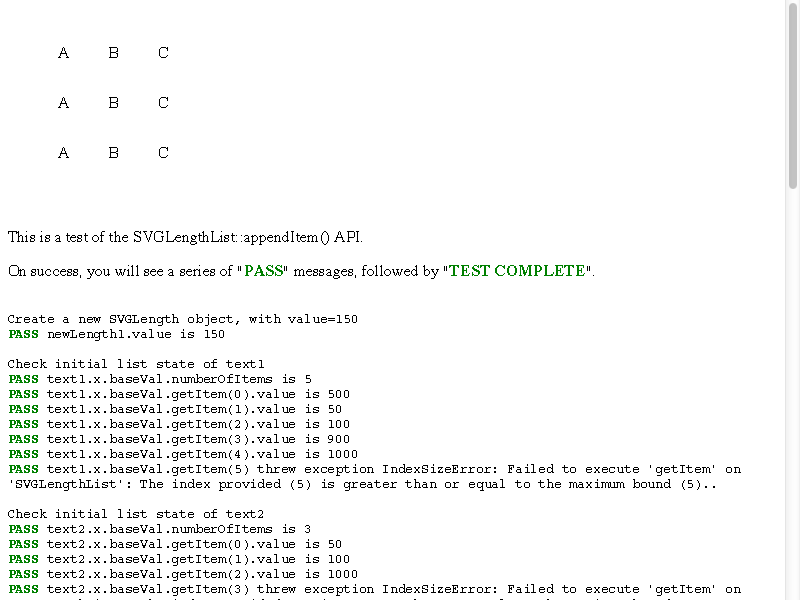 A B C
A B C
A B C
This is a test of the SVGLengthList::appendItem() API.
On success, you will see a series of "PASS" messages, followed by "TEST COMPLETE".
Create a new SVGLength object, with value=150
PASS newLength1.value is 150
Check initial list state of text1
PASS text1.x.baseVal.numberOfItems is 5
PASS text1.x.baseVal.getItem(0).value is 500
PASS text1.x.baseVal.getItem(1).value is 50
PASS text1.x.baseVal.getItem(2).value is 100
PASS text1.x.baseVal.getItem(3).value is 900
PASS text1.x.baseVal.getItem(4).value is 1000
PASS text1.x.baseVal.getItem(5) threw exception IndexSizeError: Failed to execute 'getItem' on
'SVGLengthList': The index provided (5) is greater than or equal to the maximum bound (5)..
Check initial list state of text2
PASS text2.x.baseVal.numberOfItems is 3
PASS text2.x.baseVal.getItem(0).value is 50
PASS text2.x.baseVal.getItem(1).value is 100
PASS text2.x.baseVal.getItem(2).value is 1000
PASS text2.x.baseVal.getItem(3) threw exception IndexSizeError: Failed to execute 'getItem' on